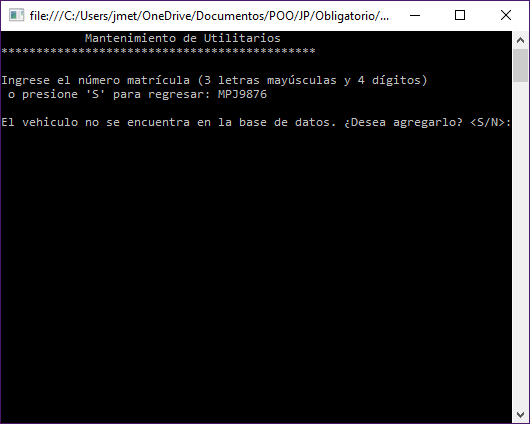 file:///C:/Users/jmet/OneDrive/Documentos/POO/JP/Obligatorio/...
Mantenimiento de Utilitarios
*********************************************
Ingrese el número matrícula (3 letras mayúsculas y 4 dígitos)
o presione 'S' para regresar: MPJ9876
El vehiculo no se encuentra en la base de datos. ¿Desea agregarlo? <S/N>: